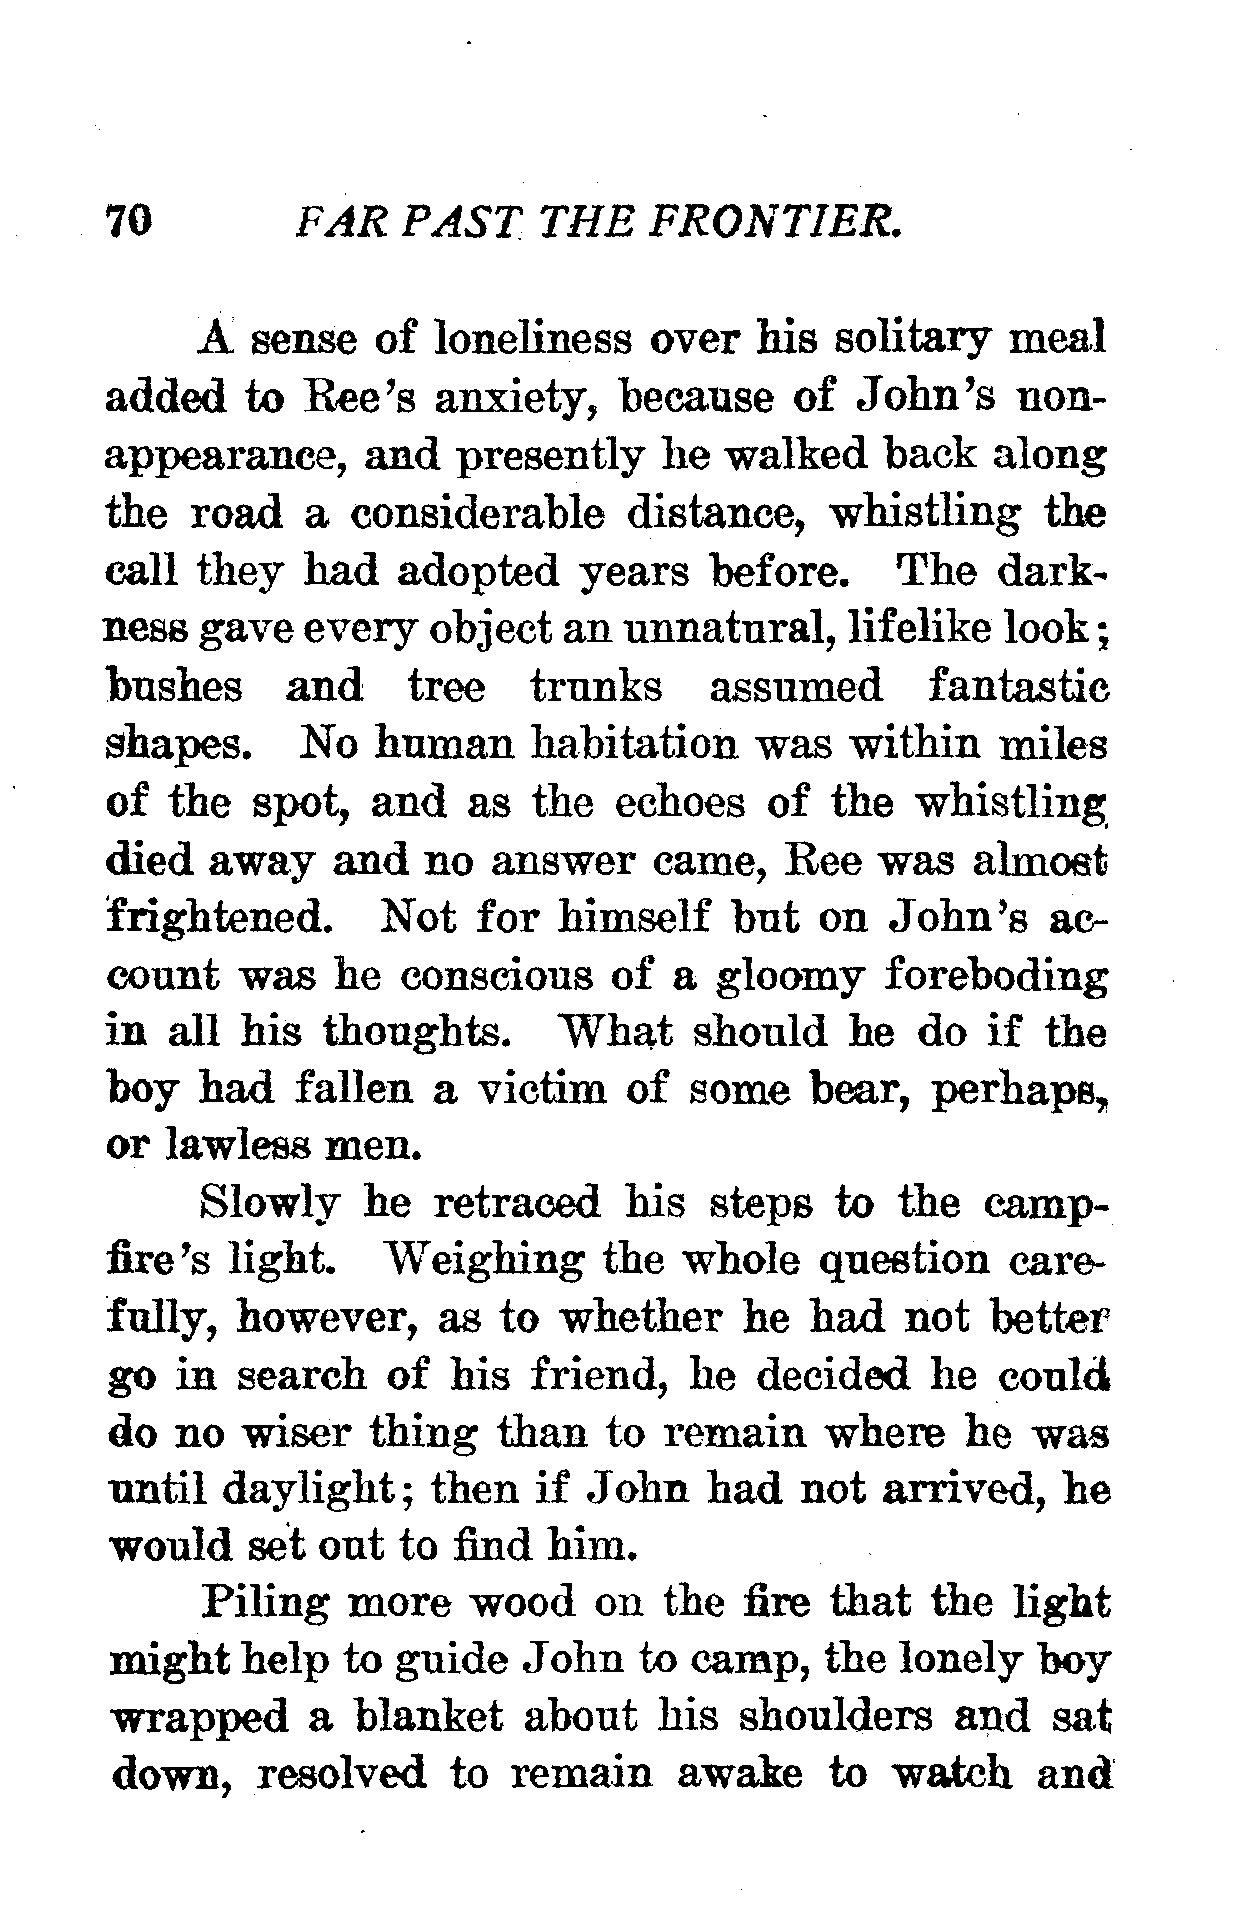 70 FAR PAST THE FRONTIER.
A sense of loneliness over his solitary meal
added to Ree's anxiety, because of John's non-
appearance, and presently he walked back along
the road a considerable distance, whistling the
call they had adopted years before. The dark-
ness gave every object an unnatural, lifelike look;
bushes and tree trunks assumed fantastic
shapes. No human habitation was within miles
of the spot, and as the echoes of the whistling
died away and no answer came, Ree was almost
frightened. Not for himself but on John's ac-
count was he conscious of a gloomy foreboding
in all his thoughts. What should he do if the
boy had fallen a victim of some bear, perhaps,
or lawless men.
Slowly he retraced his steps to the camp-
fire's light. Weighing the whole question care-
fully, however, as to whether he had not better
go in search of his friend, he decided he could
do no wiser thing than to remain where he was
until daylight; then if John had not arrived, he
would set out to find him.
Piling more wood on the fire that the light
might help to guide John to camp, the lonely boy
wrapped a blanket about his shoulders and sat
down, resolved to remain awake to watch and